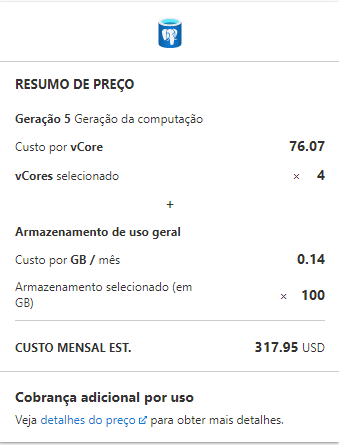 RESUMO DE PREÇO
Geração 5 Geração da computação
Custo por vCore 76.07
vCores selecionado × 4
+
Armazenamento de uso geral
Custo por GB / mês 0.14
Armazenamento selecionado (em
GB) × 100
CUSTO MENSAL EST. 317.95 USD
Cobrança adicional por uso
Veja detalhes do preço para obter mais detalhes.